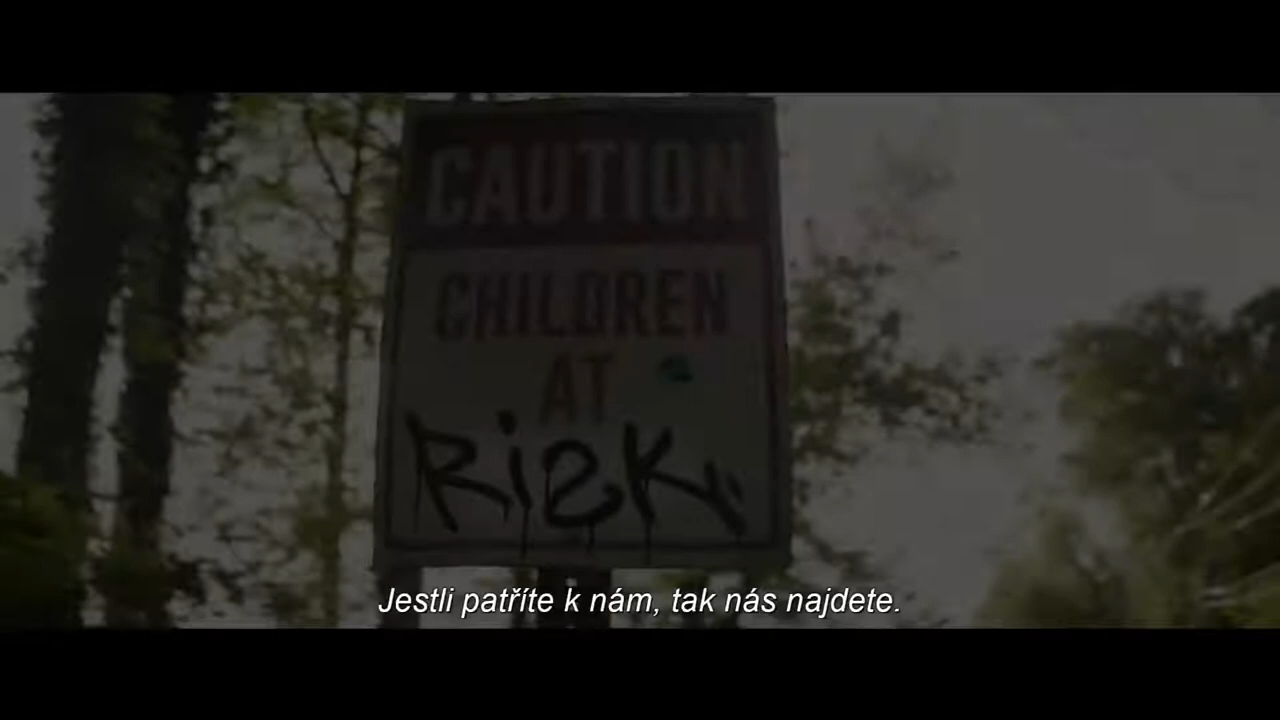 CAUTION
CHILDREN
AT
Risk
Jestli patříte k nám, tak nás najdete.